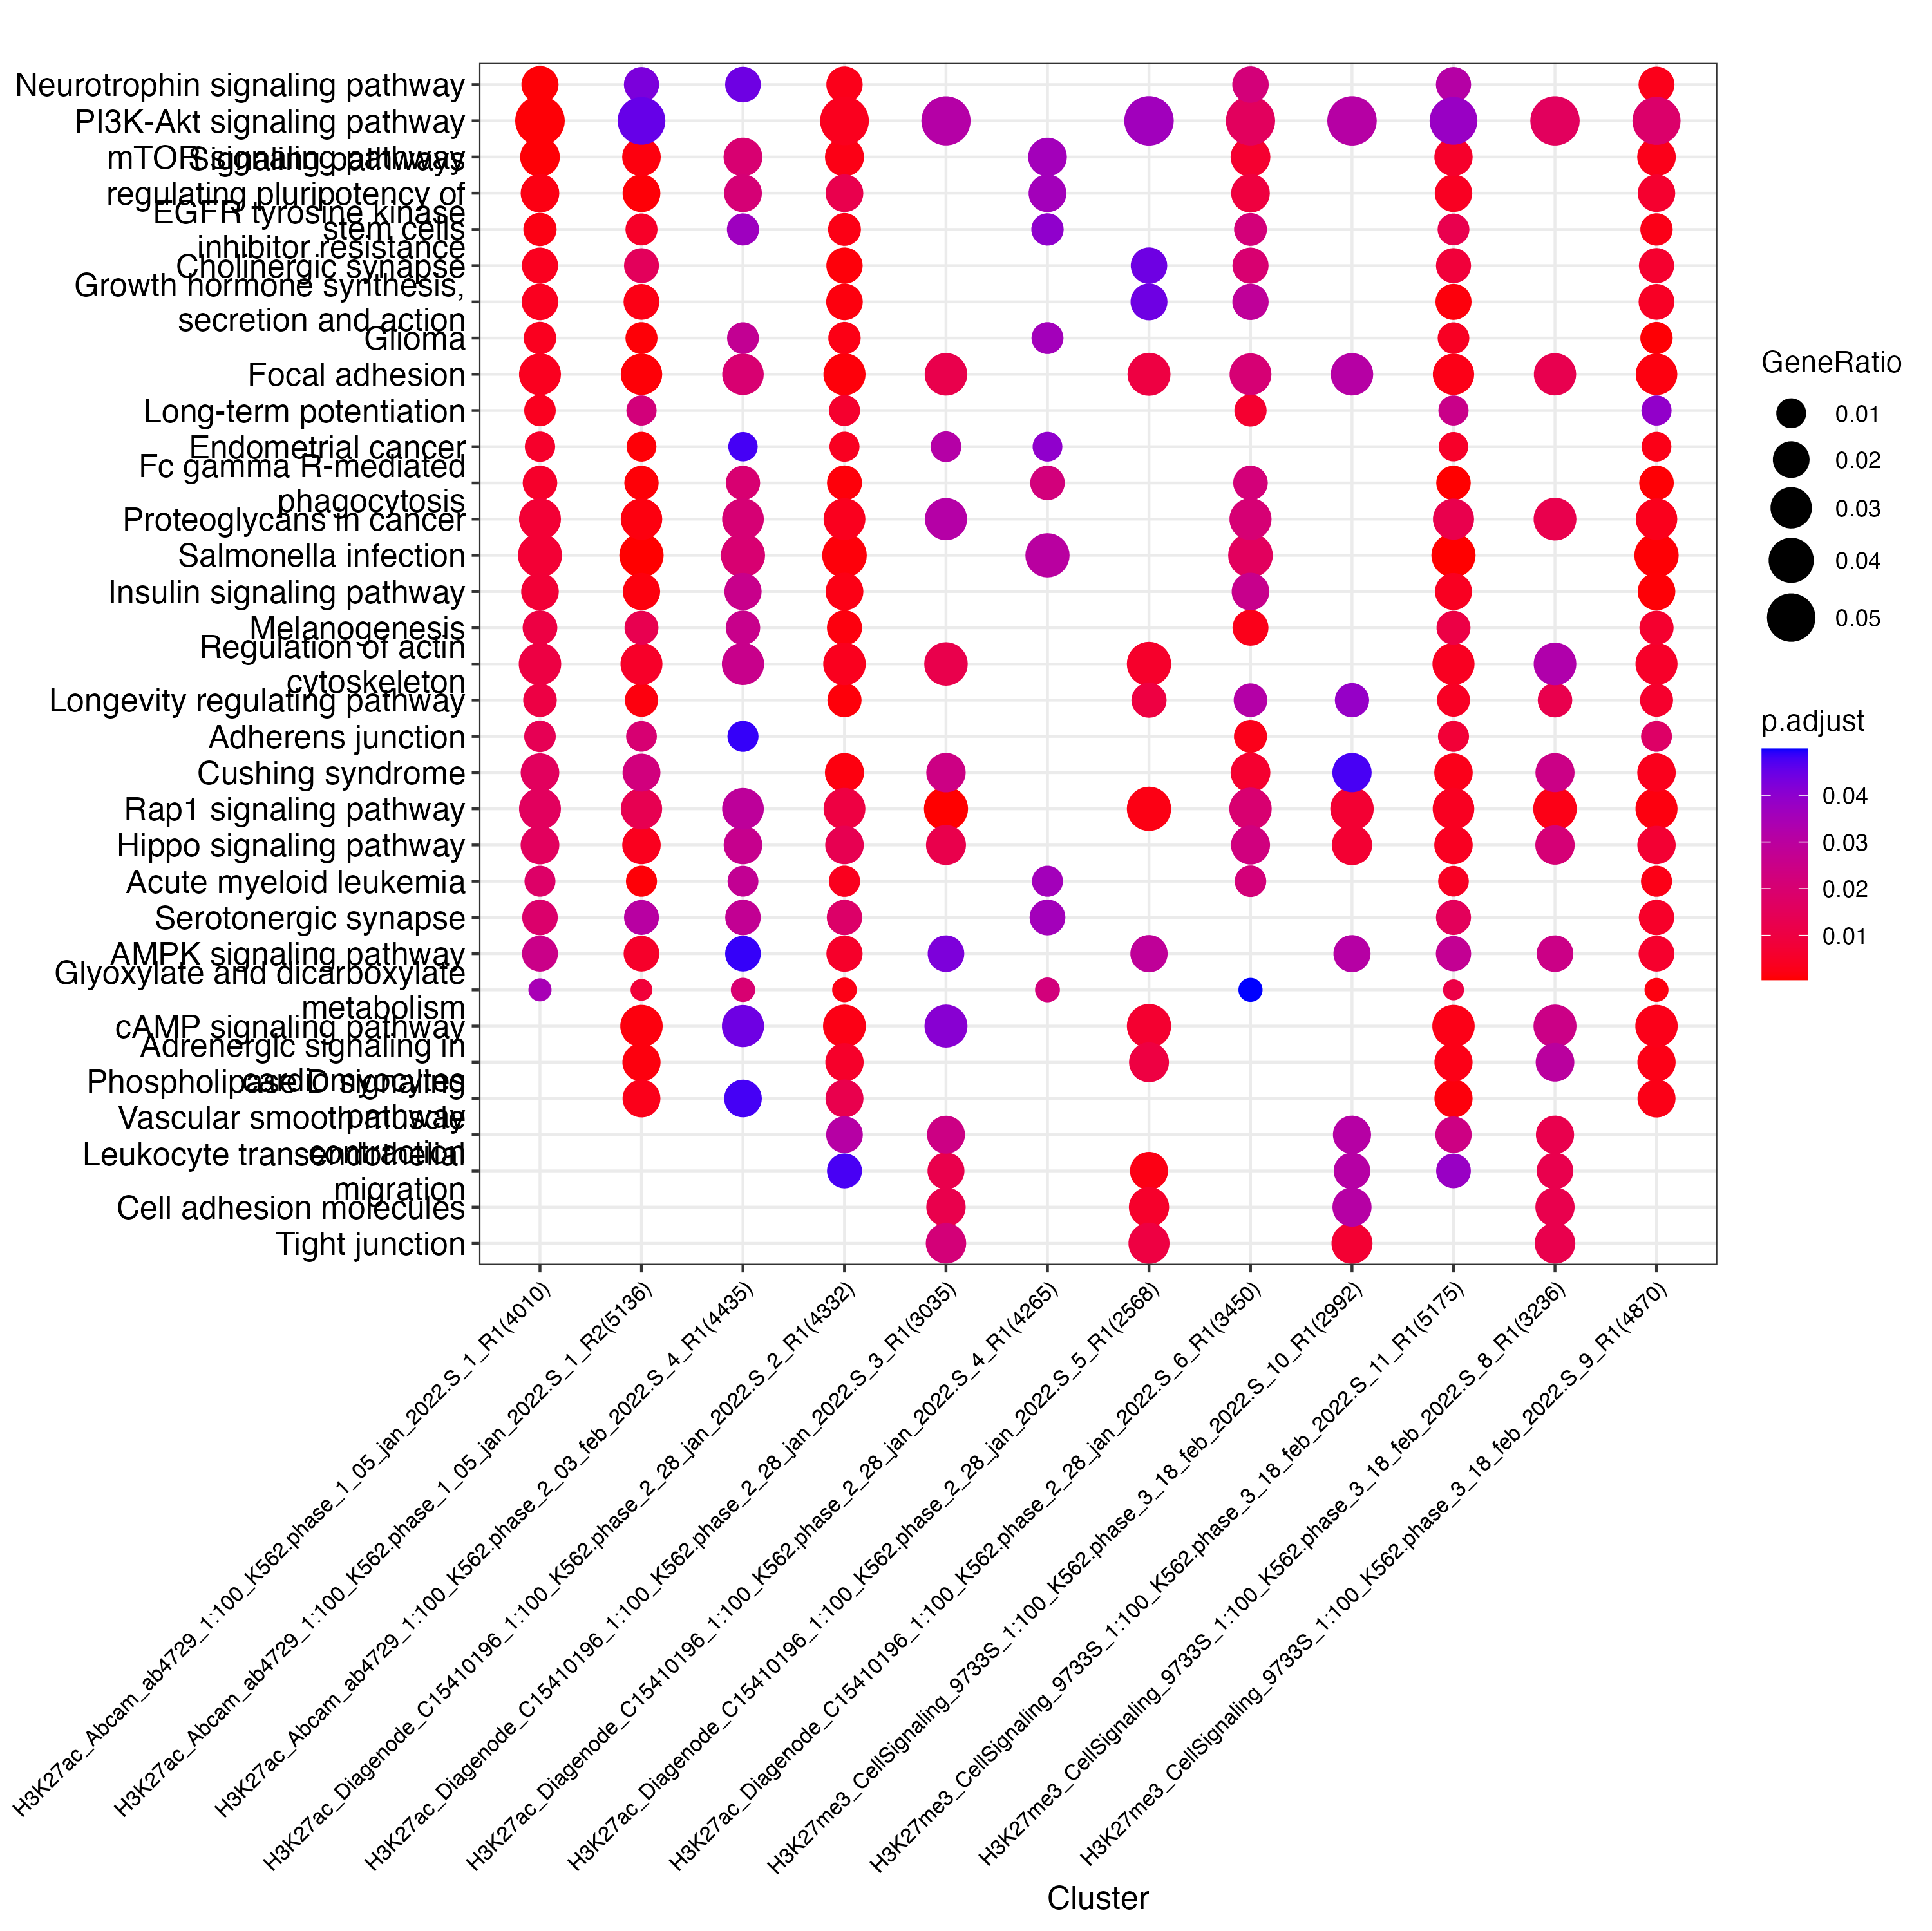 Neurotrophin signaling pathway
PI3K-Akt signaling pathway
mTOR signaling pathway
Signaling pathways
regulating pluripotency of
stem cells
EGFR tyrosine kinase
inhibitor resistance
Cholinergic synapse
Growth hormone synthesis,
secretion and action
Glioma
Focal adhesion
Long-term potentiation
Endometrial cancer
Fc gamma R-mediated
phagocytosis
Proteoglycans in cancer
Salmonella infection
Insulin signaling pathway
Melanogenesis
Regulation of actin
cytoskeleton
Longevity regulating pathway
Adherens junction
Cushing syndrome
Rap1 signaling pathway
Hippo signaling pathway
Acute myeloid leukemia
Serotonergic synapse
AMPK signaling pathway
Glyoxylate and dicarboxylate
metabolism
cAMP signaling pathway
Adrenergic signaling in
cardiomyocytes
Phospholipase D signaling
pathway
Vascular smooth muscle
contraction
Leukocyte transendothelial
migration
Cell adhesion molecules
Tight junction
H3K27ac_Abcam_ab4729_1:100_K562.phase_1_05_jan_2022.S_1_R1(4010)
H3K27ac_Abcam_ab4729_1:100_K562.phase_1_05_jan_2022.S_1_R2(5136)
H3K27ac_Abcam_ab4729_1:100_K562.phase_2_03_feb_2022.S_4_R1(4435)
H3K27ac_Diagenode_C15410196_1:100_K562.phase_2_28_jan_2022.S_2_R1(4332)
H3K27ac_Diagenode_C15410196_1:100_K562.phase_2_28_jan_2022.S_3_R1(3035)
H3K27ac_Diagenode_C15410196_1:100_K562.phase_2_28_jan_2022.S_4_R1(4265)
H3K27ac_Diagenode_C15410196_1:100_K562.phase_2_28_jan_2022.S_5_R1(2568)
H3K27ac_Diagenode_C15410196_1:100_K562.phase_2_28_jan_2022.S_6_R1(3450)
H3K27me3_CellSignaling_9733S_1:100_K562.phase_3_18_feb_2022.S_10_R1(2992)
H3K27me3_CellSignaling_9733S_1:100_K562.phase_3_18_feb_2022.S_11_R1(5175)
H3K27me3_CellSignaling_9733S_1:100_K562.phase_3_18_feb_2022.S_8_R1(3236)
H3K27me3_CellSignaling_9733S_1:100_K562.phase_3_18_feb_2022.S_9_R1(4870)
Cluster
GeneRatio
0.01
0.02
0.03
0.04
0.05
p.adjust
0.04
0.03
0.02
0.01